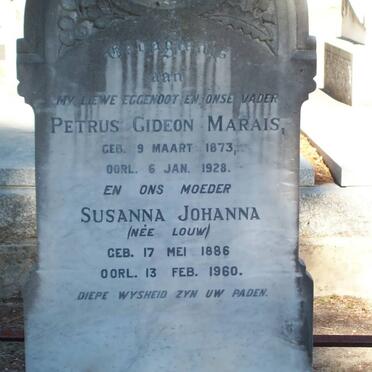 aan
MY LIEWE EGGENOOT EN ONSE VADER
PETRUS GIDEON MARAIS,
GEB. 9 MAART 1873,
OORL. 6 JAN. 1928.
EN ONS MOEDER
SUSANNA JOHANNA
(NÉE LOUW)
GEB. 17 MEI 1886
OORL. 13 FEB. 1960.
DIEPE WYSHEID ZYN UW PADEN.